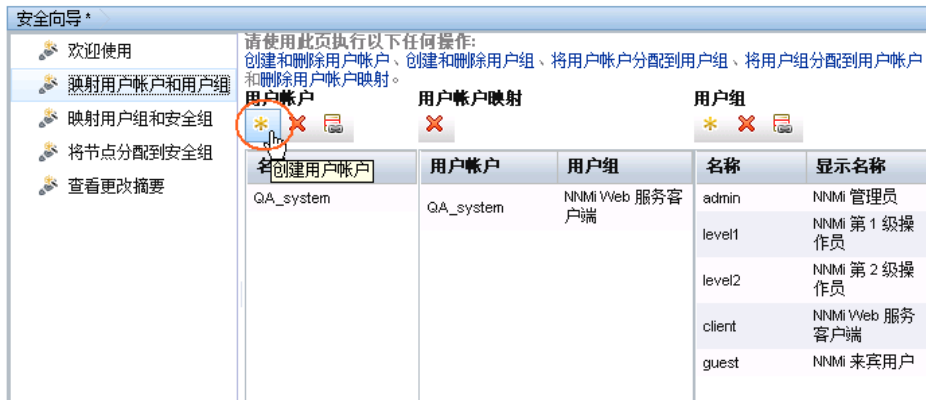 安全向导 *
欢迎使用
映射用户帐户和用户组
映射用户组和安全组
将节点分配到安全组
查看更改摘要
请使用此页执行以下任何操作:
创建和删除用户帐户、创建和删除用户组、将用户帐户分配到用户组、将用户组分配到用户帐户
和删除用户帐户映射。
用户帐户
用户帐户映射
用户组
创建用户帐户
名
用户帐户 用户组
名称 显示名称
QA_system
QA_system NNMi Web 服务客
户端
admin NNMi 管理员
level1 NNMi 第 1 级操
作员
level2 NNMi 第 2 级操
作员
client NNMi Web 服务
客户端
guest NNMi 来宾用户